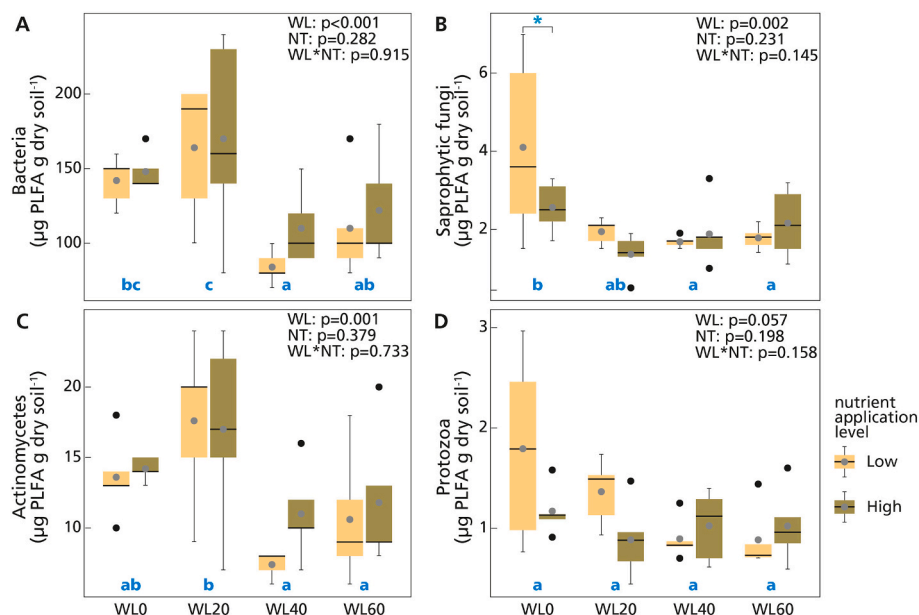 A
WL: p<0.001
NT: p=0.282
WL*NT: p=0.915
Bacteria
(µg PLFA g dry soil⁻¹)
200
150
100
bc
c
a
ab
B
*
WL: p=0.002
NT: p=0.231
WL*NT: p=0.145
Saprophytic fungi
(µg PLFA g dry soil⁻¹)
6
4
2
b
ab
a
a
C
WL: p=0.001
NT: p=0.379
WL*NT: p=0.733
Actinomycetes
(µg PLFA g dry soil⁻¹)
20
15
10
ab
b
a
a
WL0 WL20 WL40 WL60
D
WL: p=0.057
NT: p=0.198
WL*NT: p=0.158
Protozoa
(µg PLFA g dry soil⁻¹)
3
2
1
a
a
a
a
WL0 WL20 WL40 WL60
nutrient
application
level
Low
High